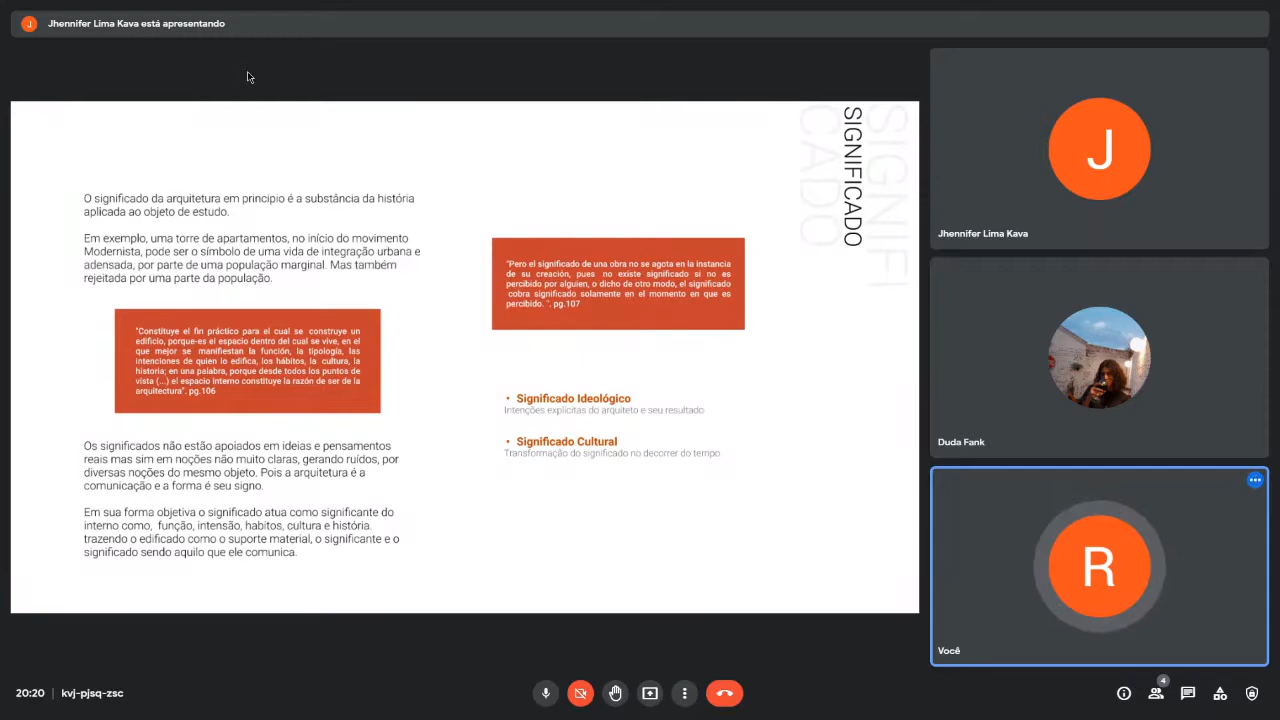 J
Jhennifer Lima Kava está apresentando
SIGNIFICADO
SIGNIFI
CADO
O significado da arquitetura em principio é a substância da história
aplicada ao objeto de estudo.
Em exemplo, uma torre de apartamentos, no início do movimento
Modernista, pode ser o símbolo de uma vida de integração urbana e
adensada, por parte de uma população marginal. Mas também
rejeitada por uma parte da população.
"Constituye el fin práctico para el cual se construye un
edificio, porque-es el espacio dentro del cual se vive, en el
que mejor se manifiestan la función, la tipología, las
intenciones de quien lo edifica, los hábitos, la cultura, la
historia; en una palabra, porque desde todos los puntos de
vista (...) el espacio interno constituye la razón de ser de la
arquitectura". pg.106
Os significados não estão apoiados em ideias e pensamentos
reais mas sim em noções não muito claras, gerando ruídos, por
diversas noções do mesmo objeto. Pois a arquitetura é a
comunicação e a forma é seu signo.
Em sua forma objetiva o significado atua como significante do
interno como, função, intensão, habitos, cultura e história.
trazendo o edificado como o suporte material, o significante e o
significado sendo aquilo que ele comunica.
"Pero el significado de una obra no se agota en la instancia
de su creación, pues no existe significado si no es
percibido por alguien, o dicho de otro modo, el significado
cobra significado solamente en el momento en que es
percibido. ". pg.107
• Significado Ideológico
Intenções explícitas do arquiteto e seu resultado
• Significado Cultural
Transformação do significado no decorrer do tempo
J
Jhennifer Lima Kava
Duda Fank
R
Você
20:20 | kvj-pjsq-zsc
4